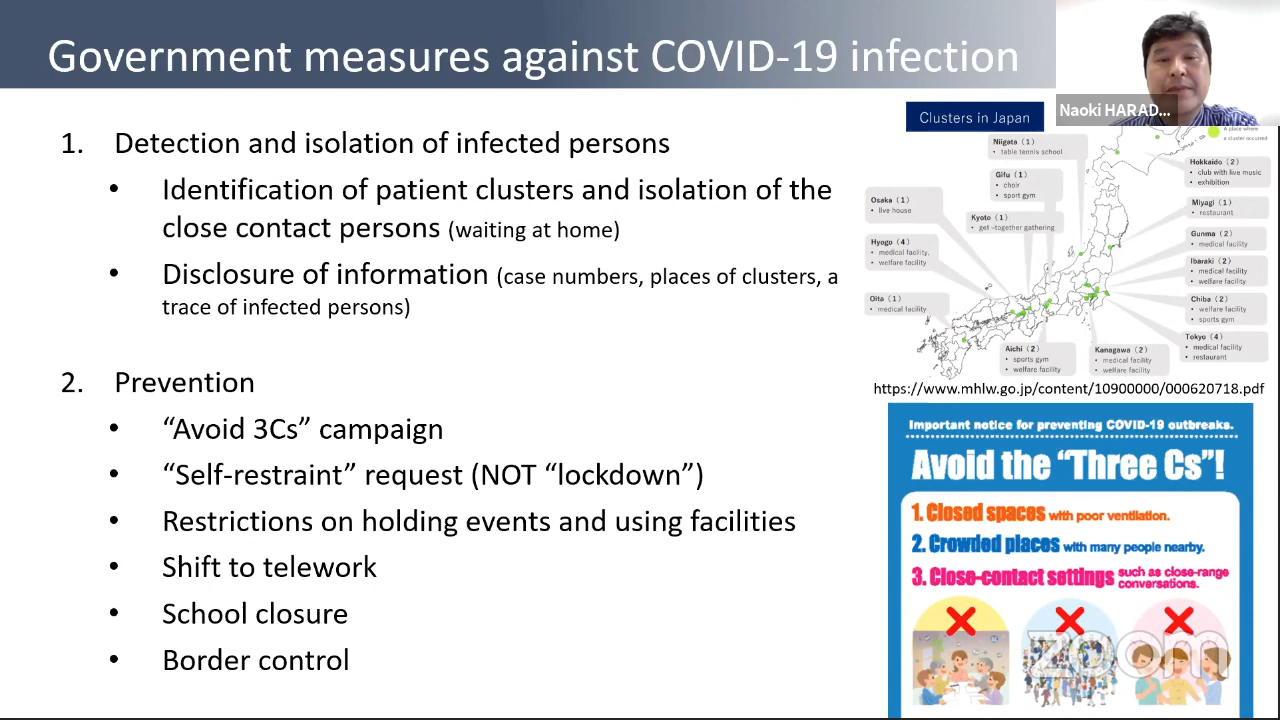 Government measures against COVID-19 infection
Naoki HARAD...
1. Detection and isolation of infected persons
• Identification of patient clusters and isolation of the
close contact persons (waiting at home)
• Disclosure of information (case numbers, places of clusters, a
trace of infected persons)
2. Prevention
• “Avoid 3Cs” campaign
• “Self-restraint” request (NOT “lockdown”)
• Restrictions on holding events and using facilities
• Shift to telework
• School closure
• Border control
Clusters in Japan
A place where
a cluster occurred
Niigata (1)
• table tennis school
Gifu (1)
• choir
• sport gym
Osaka (1)
• live house
Kyoto (1)
• get-together gathering
Hyogo (4)
• medical facility,
• welfare facility
Oita (1)
• medical facility
Hokkaido (2)
• club with live music
• exhibition
Miyagi (1)
• restaurant
Gunma (2)
• medical facility
Ibaraki (2)
• medical facility
• welfare facility
Chiba (2)
• welfare facility
• sports gym
Tokyo (4)
• medical facility
• restaurant
Aichi (2)
• sports gym
• welfare facility
Kanagawa (2)
• medical facility
• welfare facility
https://www.mhlw.go.jp/content/10900000/000620718.pdf
Important notice for preventing COVID-19 outbreaks.
Avoid the “Three Cs”!
1. Closed spaces with poor ventilation.
2. Crowded places with many people nearby.
3. Close-contact settings such as close-range
conversations.
zoom